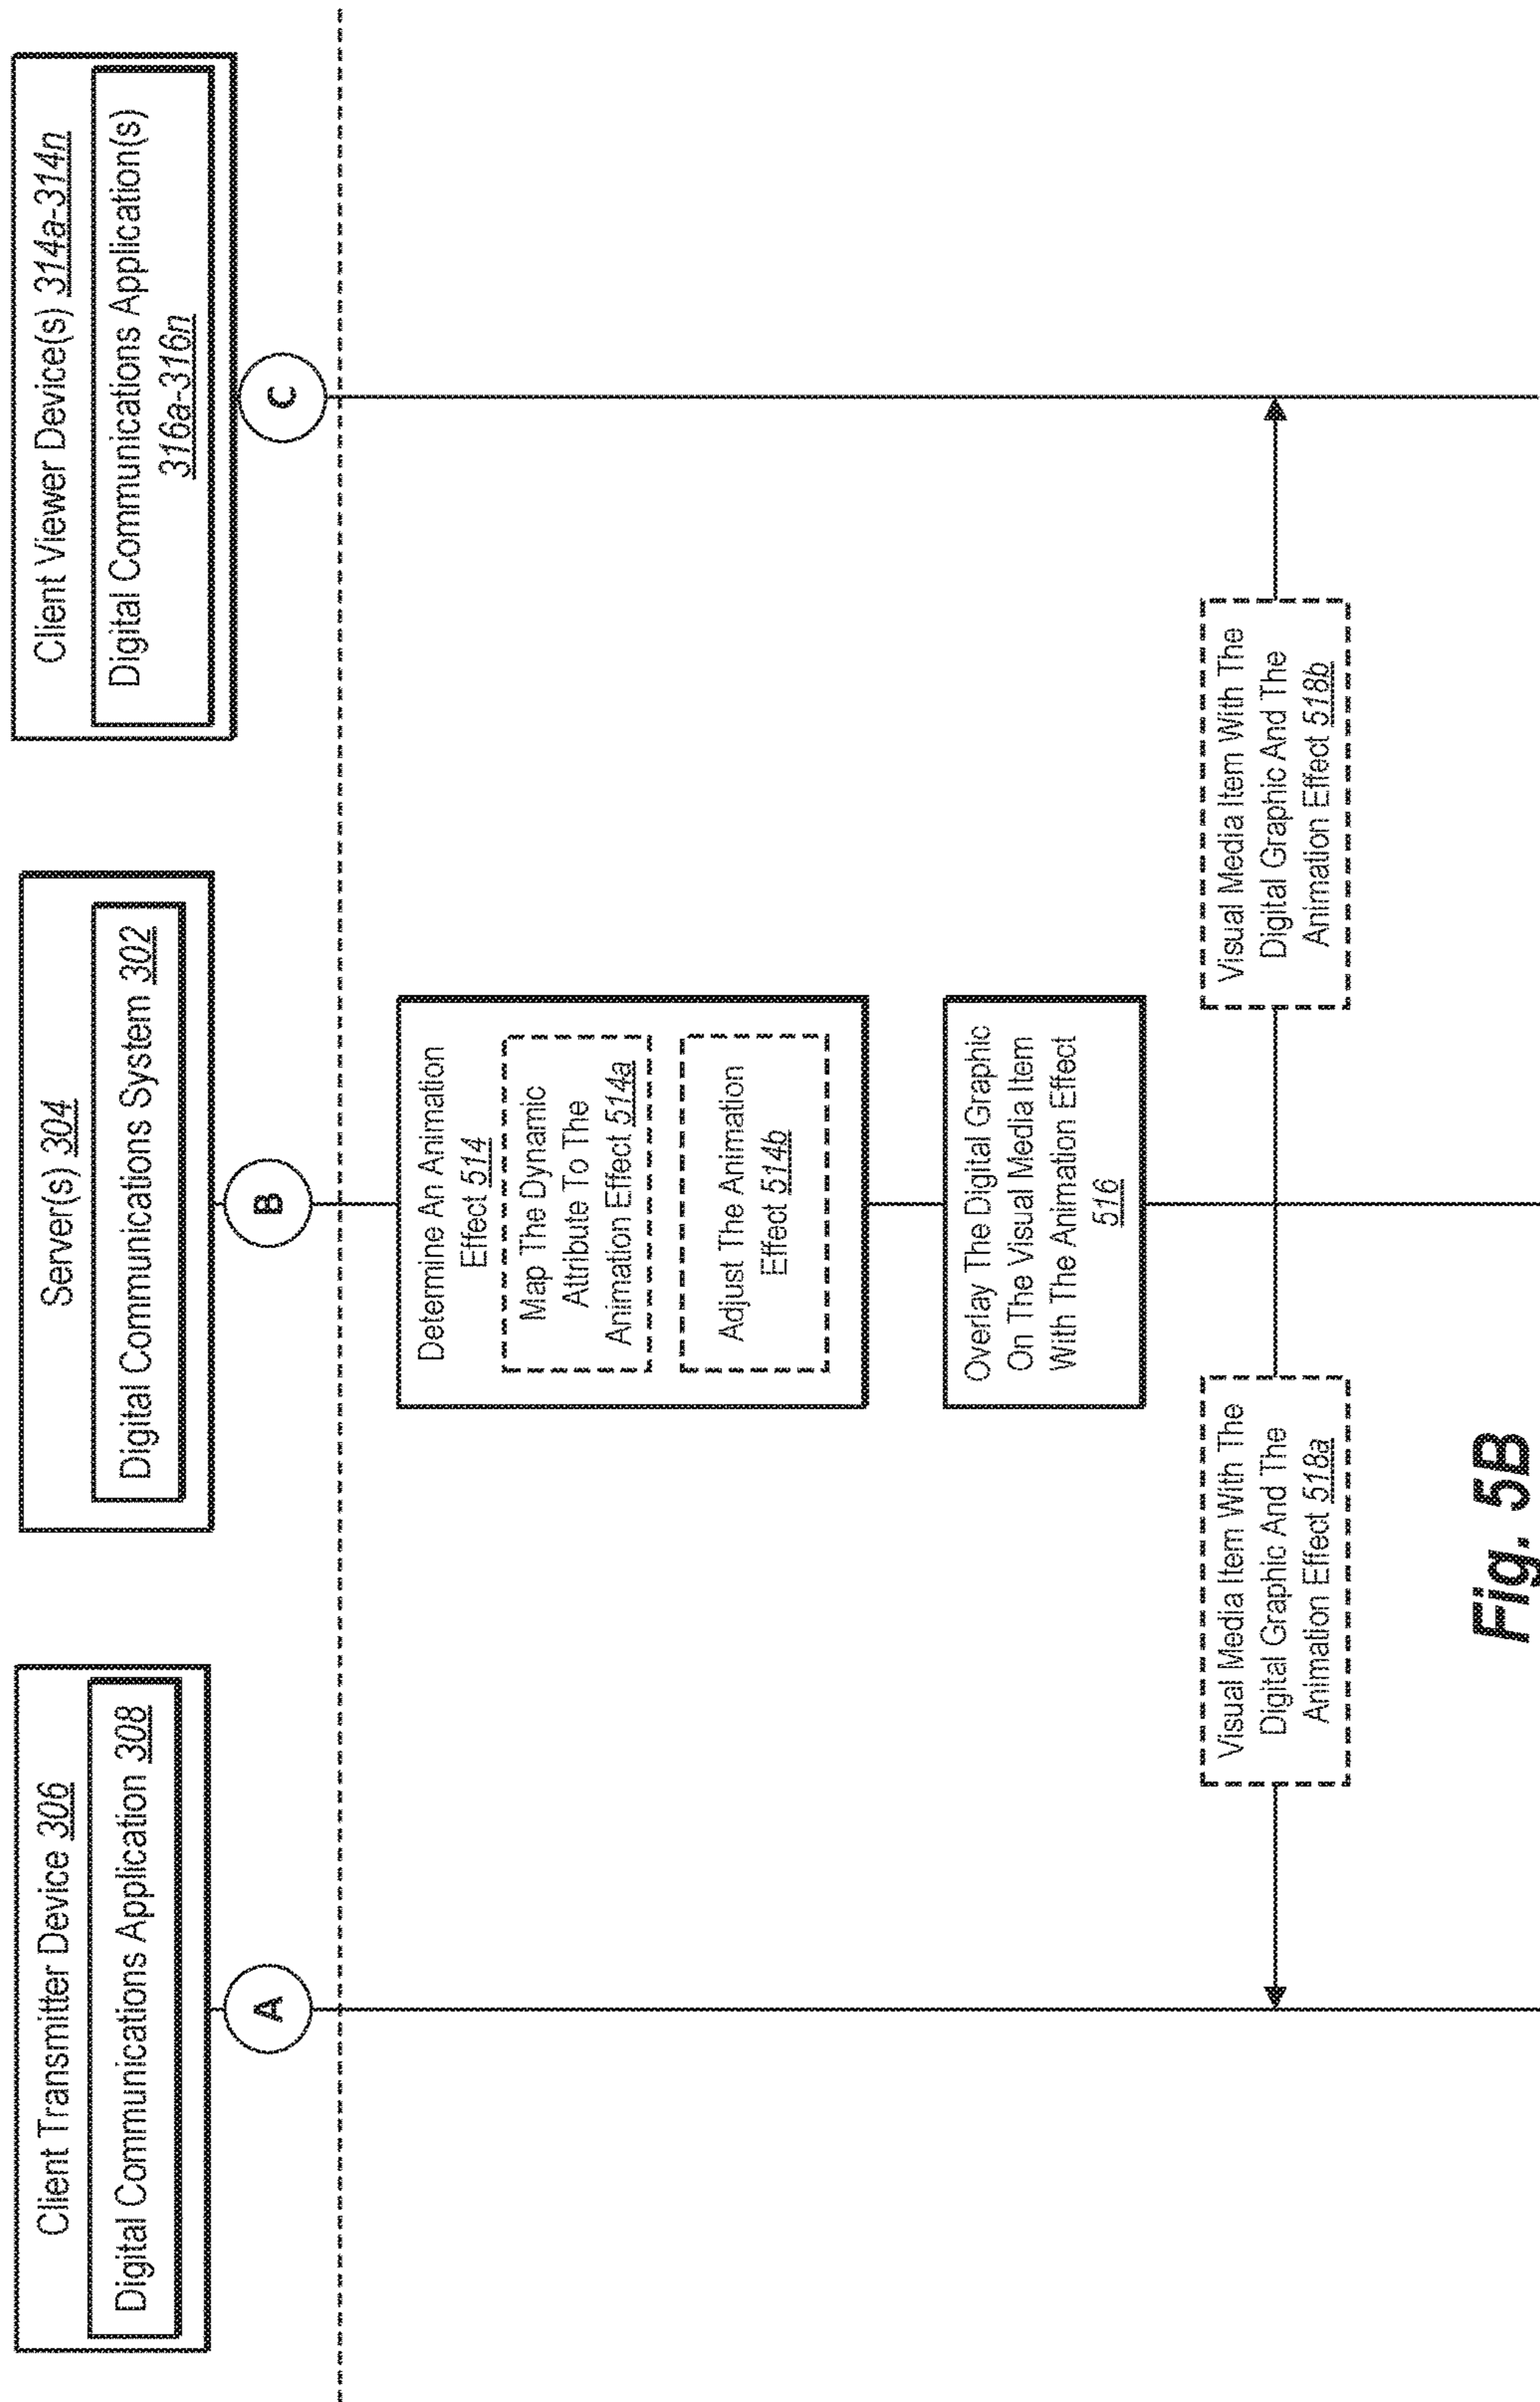 Client Transmitter Device 306
Digital Communications Application 308
A
Server(s) 304
Digital Communications System 302
B
Client Viewer Device(s) 314a-314n
Digital Communications Application(s)
316a-316n
C
Determine An Animation
Effect 514
Map The Dynamic
Attribute To The
Animation Effect 514a
Adjust The Animation
Effect 514b
Overlay The Digital Graphic
On The Visual Media Item
With The Animation Effect
516
Visual Media Item With The
Digital Graphic And The
Animation Effect 518a
Visual Media Item With The
Digital Graphic And The
Animation Effect 518b
Fig. 5B